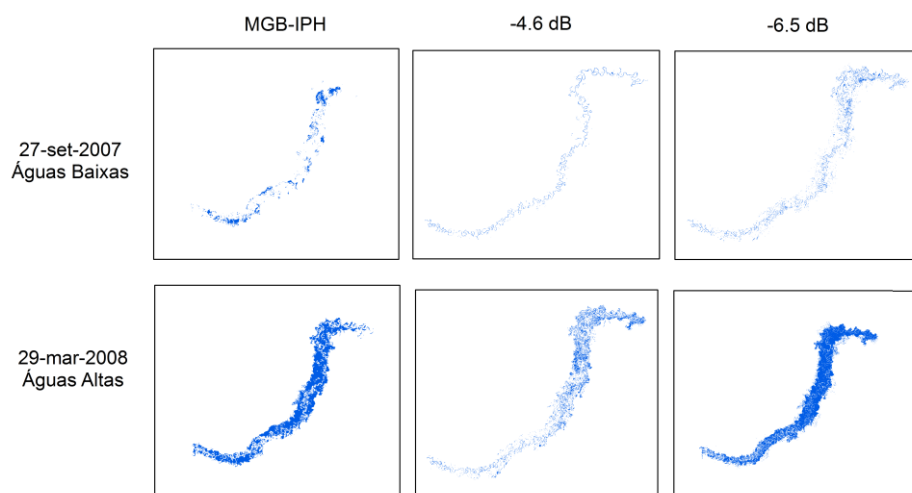 MGB-IPH
-4.6 dB
-6.5 dB
27-set-2007
Águas Baixas
29-mar-2008
Águas Altas